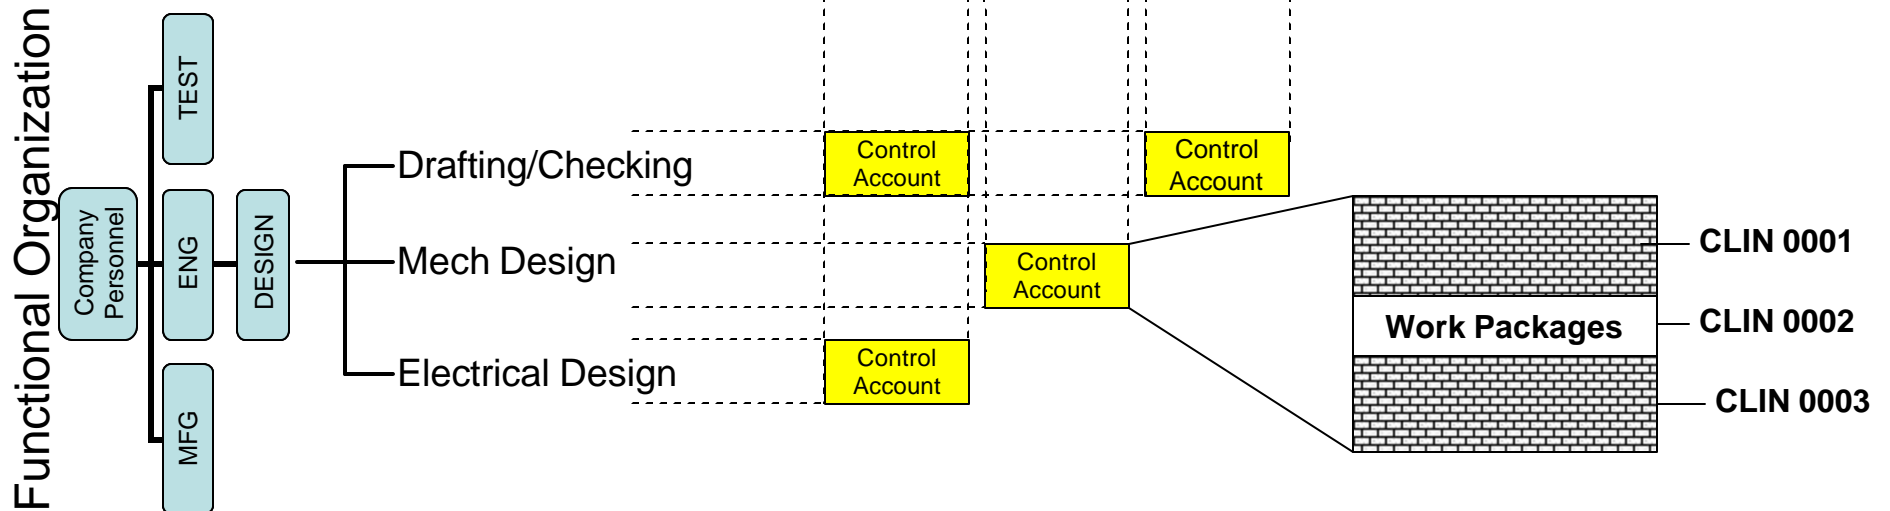 Functional Organization
Company
Personnel
TEST
ENG
MFG
DESIGN
Drafting/Checking
Mech Design
Electrical Design
Control
Account
Control
Account
Control
Account
Control
Account
Work Packages
CLIN 0001
CLIN 0002
CLIN 0003